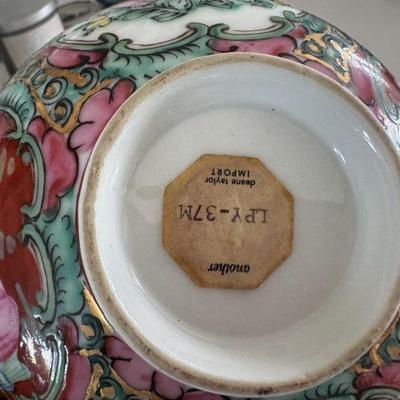 another
LPY-37M
deane taylor
IMPORT